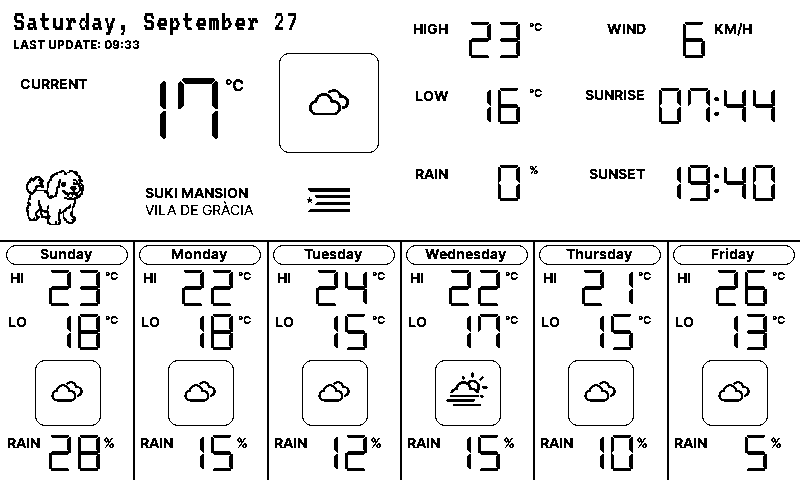 Saturday, September 27
LAST UPDATE: 09:33
CURRENT 17 °C
SUKI MANSION
VILA DE GRÀCIA
HIGH 23 °C
LOW 16 °C
RAIN 0 %
WIND 6 KM/H
SUNRISE 07:44
SUNSET 19:40
Sunday
HI 23 °C
LO 18 °C
RAIN 28 %
Monday
HI 22 °C
LO 18 °C
RAIN 15 %
Tuesday
HI 24 °C
LO 15 °C
RAIN 12 %
Wednesday
HI 22 °C
LO 17 °C
RAIN 15 %
Thursday
HI 21 °C
LO 15 °C
RAIN 10 %
Friday
HI 26 °C
LO 13 °C
RAIN 5 %